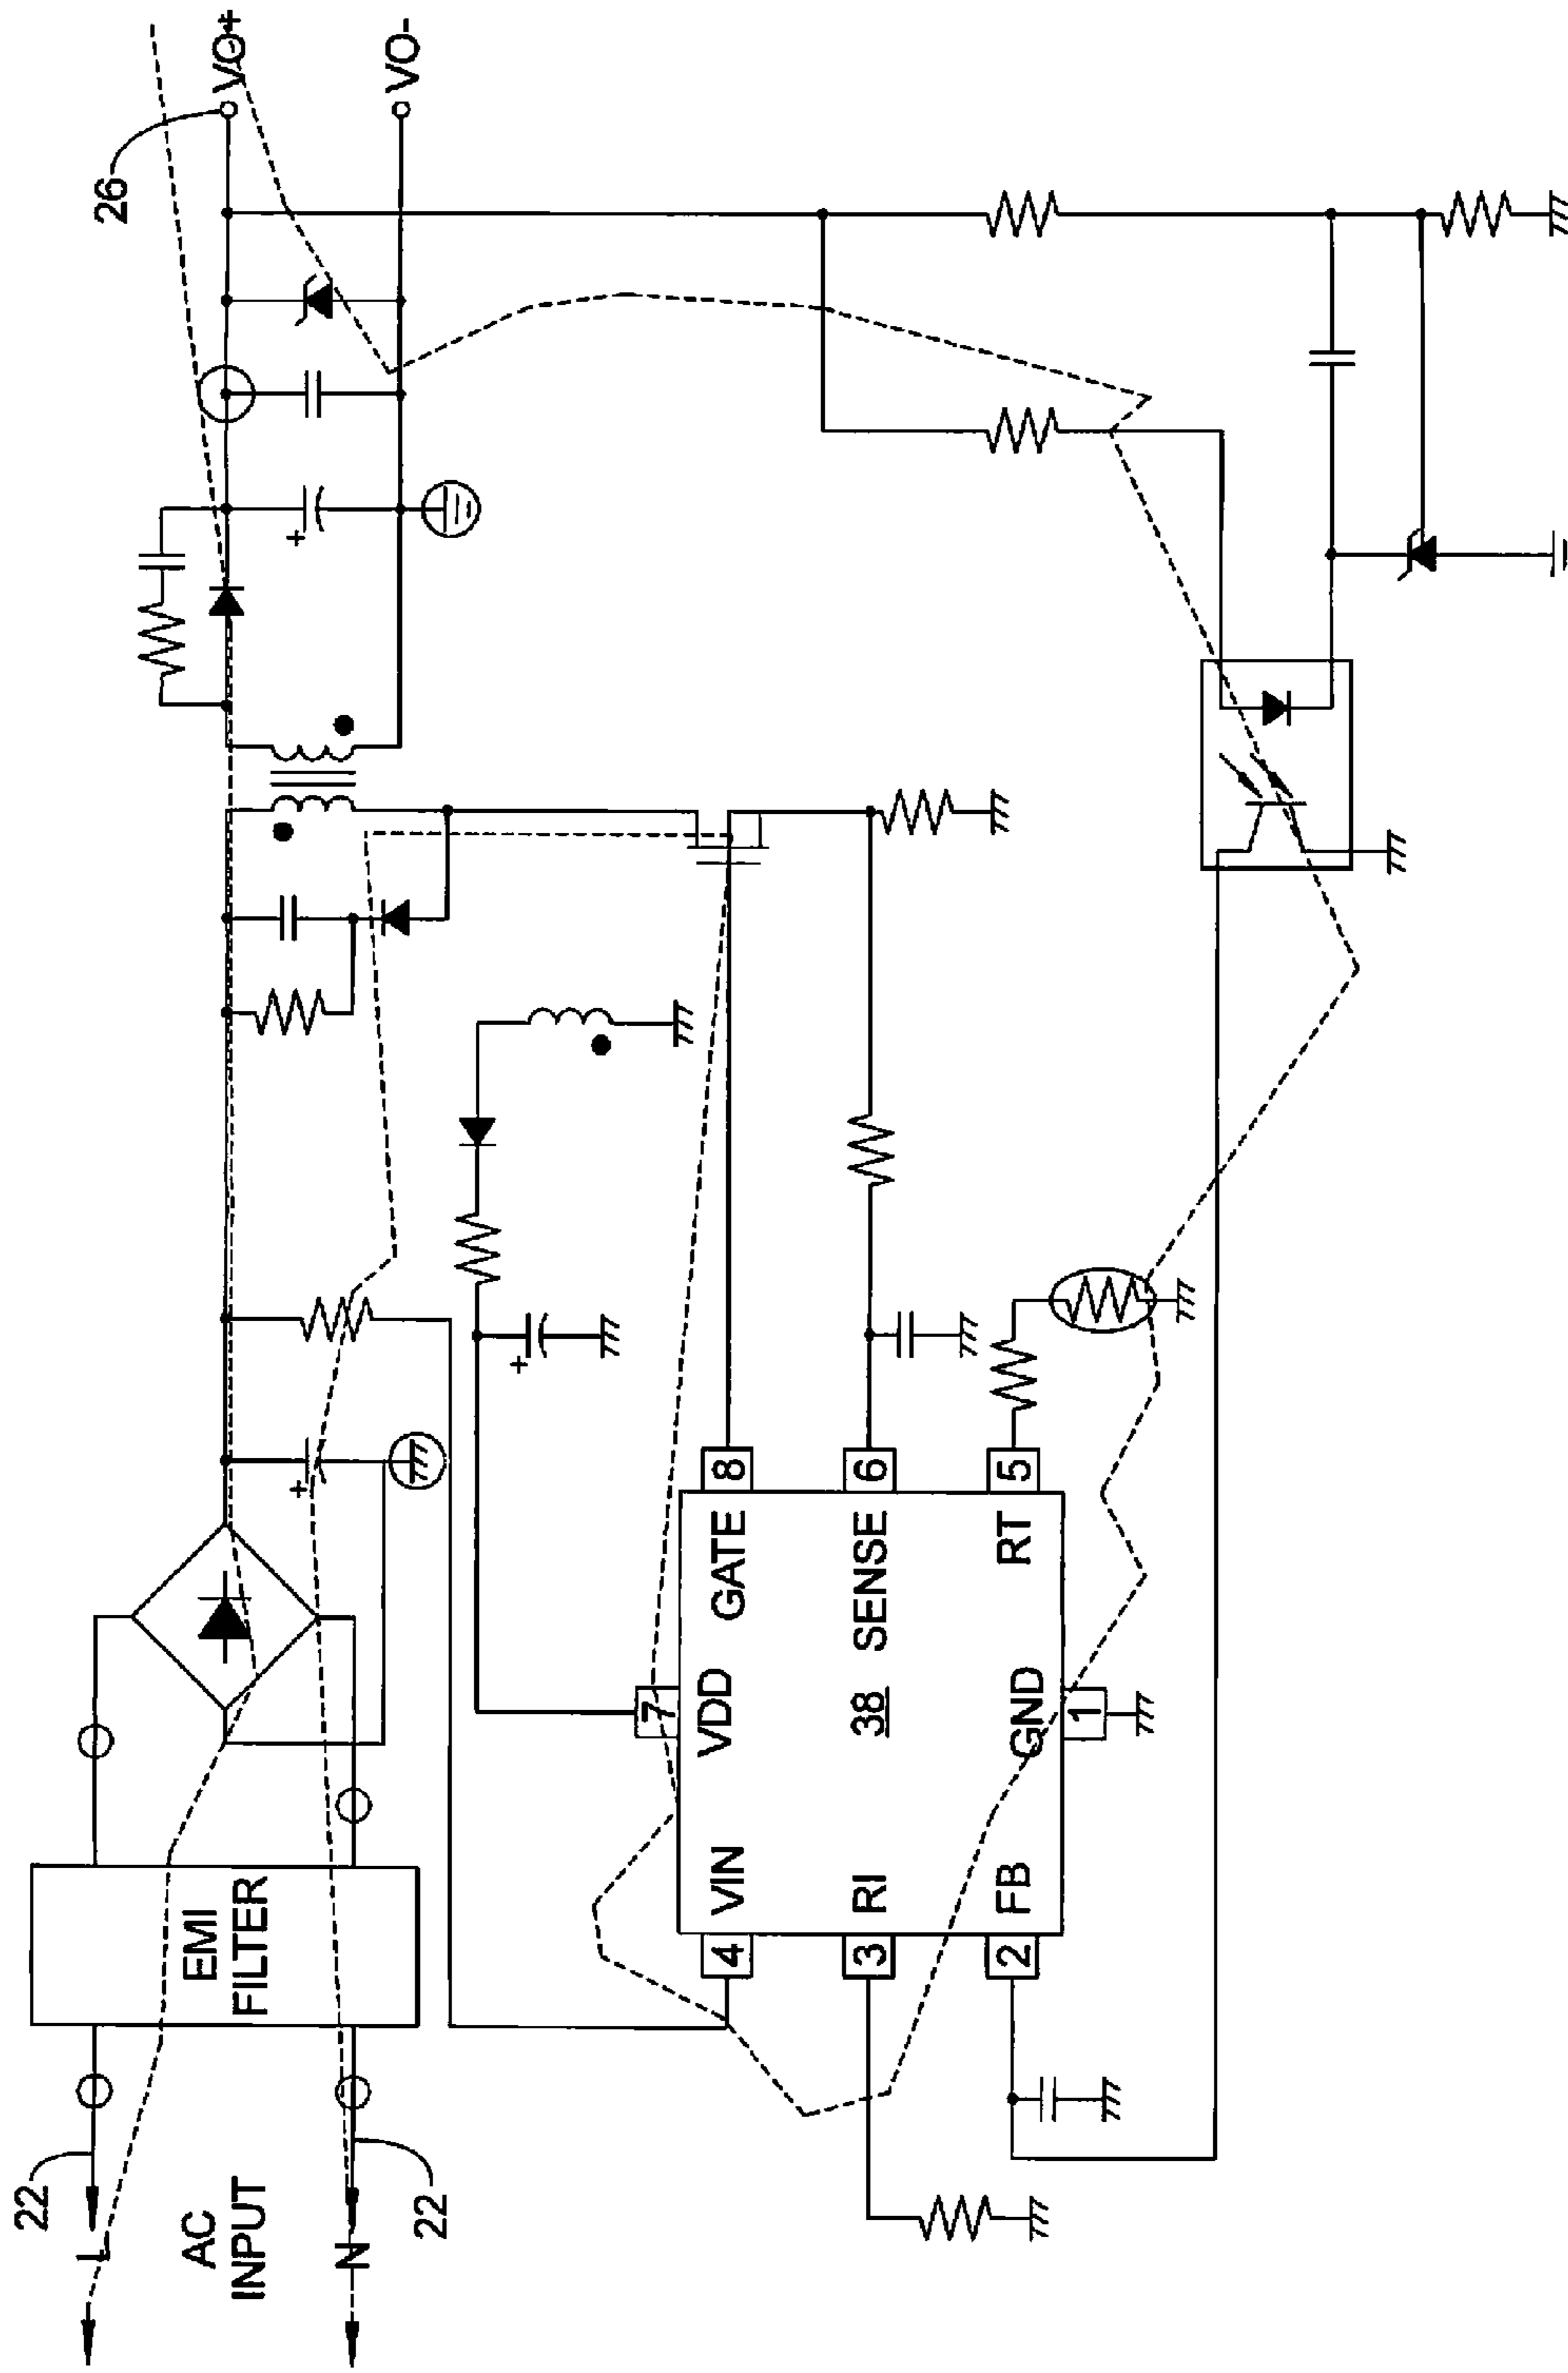 22
L
AC
INPUT
N
22
EMI
FILTER
+
+
26
VO+
VO-
+
4
VIN
3
RI
2
FB
7
VDD
38
GND
1
8
GATE
6
SENSE
5
RT